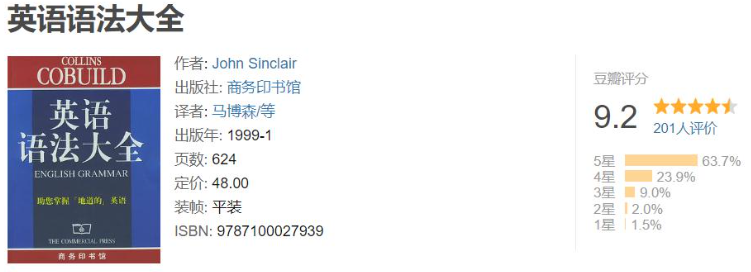 英语语法大全
COLLINS
COBUILD
英语
语法大全
ENGLISH GRAMMAR
助您掌握「地道的」英语
THE COMMERCIAL PRESS
商务印书馆
作者: John Sinclair
出版社: 商务印书馆
译者: 马博森/等
出版年: 1999-1
页数: 624
定价: 48.00
装帧: 平装
ISBN: 9787100027939
豆瓣评分
9.2
201人评价
5星 63.7%
4星 23.9%
3星 9.0%
2星 2.0%
1星 1.5%